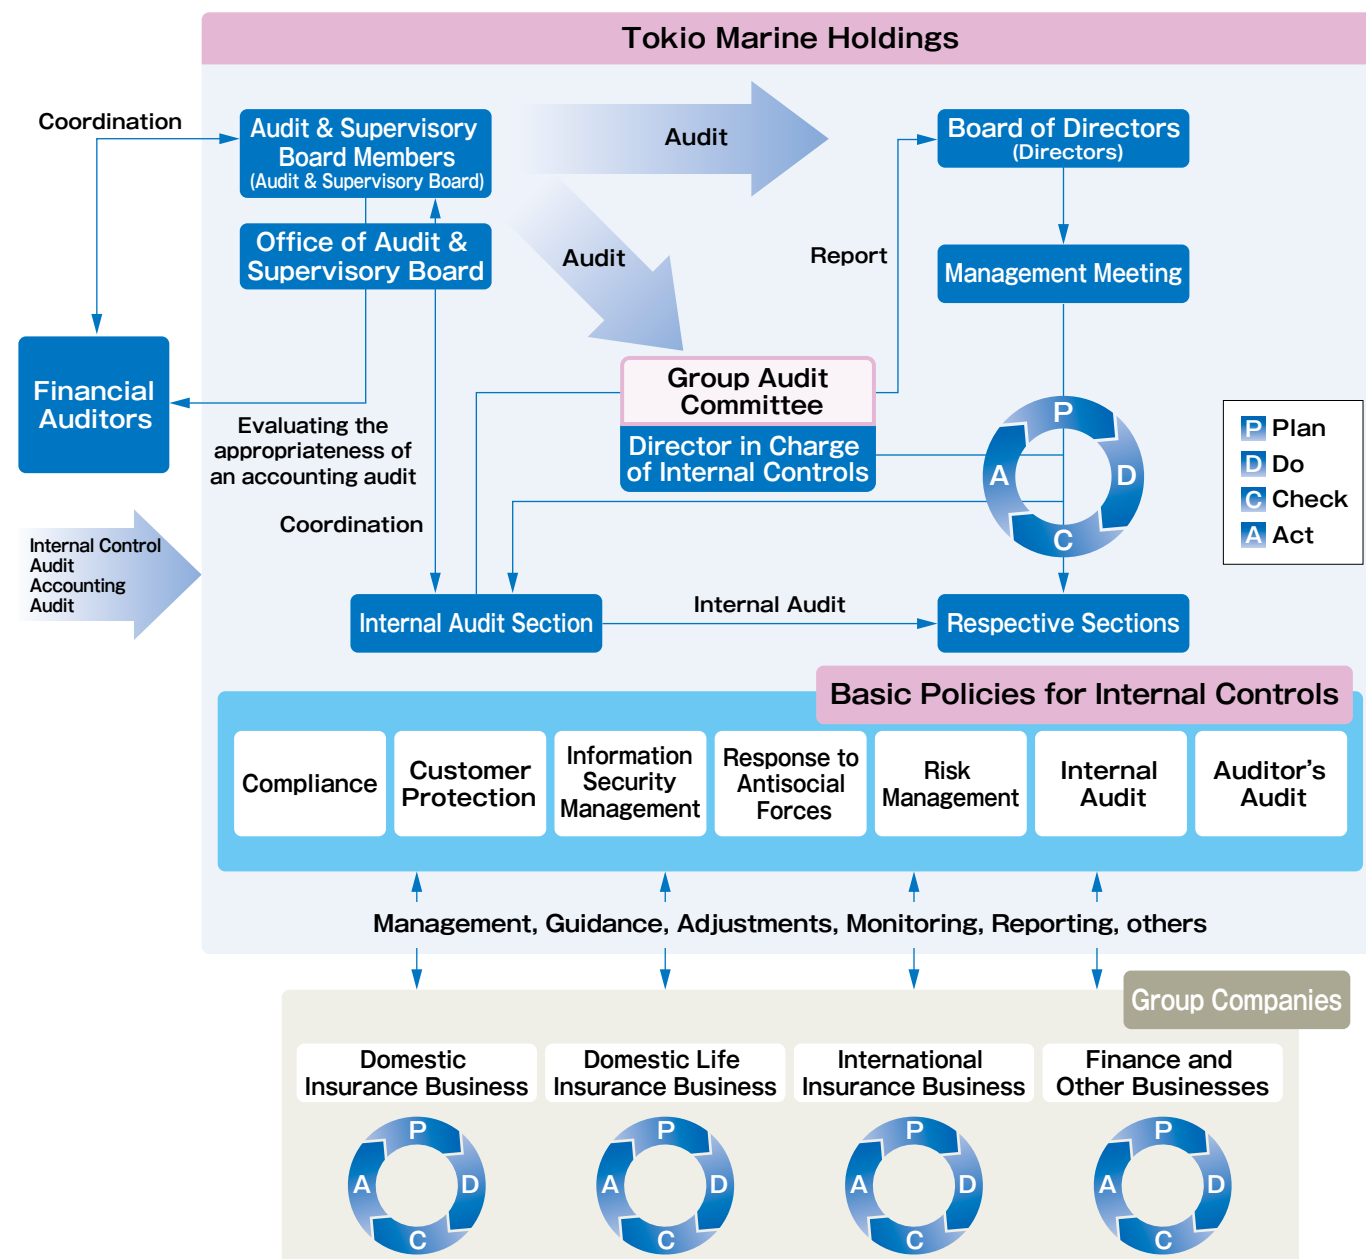 Tokio Marine Holdings
Coordination
Audit & Supervisory
Board Members
(Audit & Supervisory Board)
Audit
Board of Directors
(Directors)
Office of Audit &
Supervisory Board
Audit
Report
Management Meeting
Financial
Auditors
Group Audit
Committee
Director in Charge
of Internal Controls
Evaluating the
appropriateness of
an accounting audit
Coordination
P
D
C
A
P Plan
D Do
C Check
A Act
Internal Control
Audit
Accounting
Audit
Internal Audit Section
Internal Audit
Respective Sections
Basic Policies for Internal Controls
Compliance
Customer
Protection
Information
Security
Management
Response to
Antisocial
Forces
Risk
Management
Internal
Audit
Auditor’s
Audit
Management, Guidance, Adjustments, Monitoring, Reporting, others
Group Companies
Domestic
Insurance Business
P
D
C
A
Domestic Life
Insurance Business
P
D
C
A
International
Insurance Business
P
D
C
A
Finance and
Other Businesses
P
D
C
A